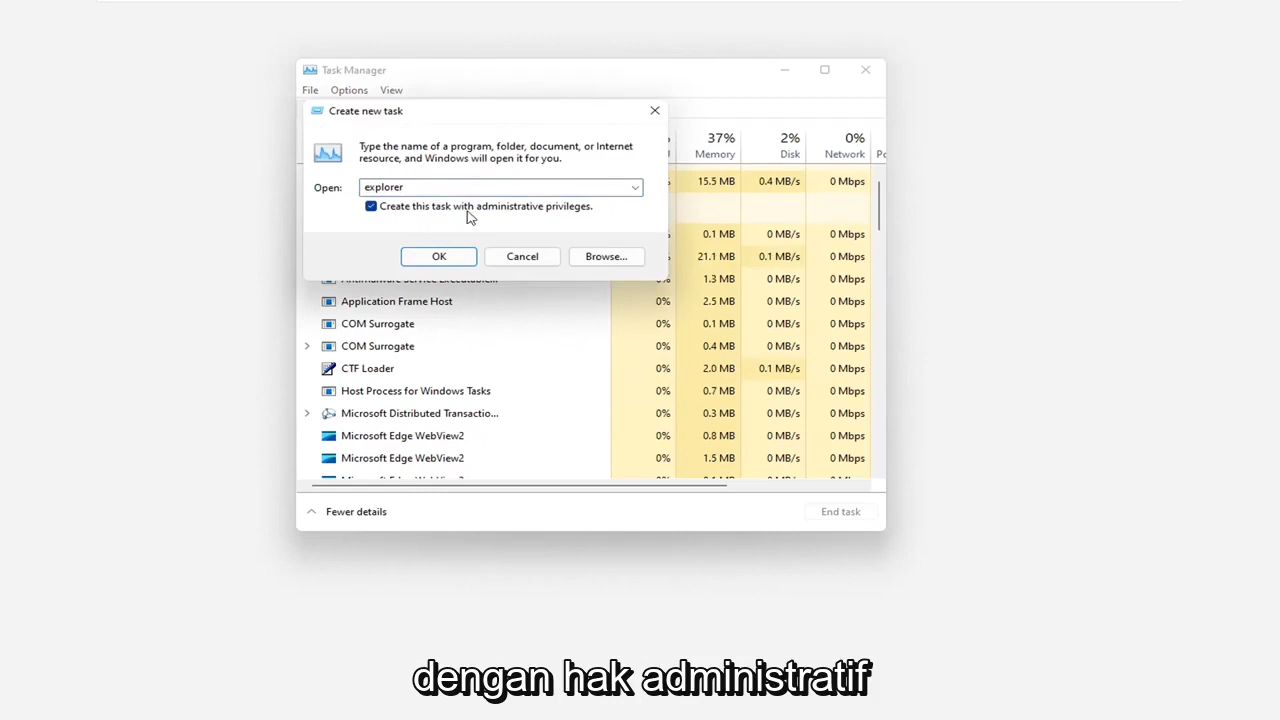 Task Manager
File Options View
Create new task
Type the name of a program, folder, document, or Internet
resource, and Windows will open it for you.
Open: explorer
Create this task with administrative privileges.
OK Cancel Browse...
37% 2% 0%
Memory Disk Network
15.5 MB 0.4 MB/s 0 Mbps
0.1 MB 0 MB/s 0 Mbps
21.1 MB 0.1 MB/s 0 Mbps
1.3 MB 0 MB/s 0 Mbps
Application Frame Host 0% 2.5 MB 0 MB/s 0 Mbps
COM Surrogate 0% 0.1 MB 0 MB/s 0 Mbps
COM Surrogate 0% 0.4 MB 0 MB/s 0 Mbps
CTF Loader 0% 2.0 MB 0.1 MB/s 0 Mbps
Host Process for Windows Tasks 0% 0.7 MB 0 MB/s 0 Mbps
Microsoft Distributed Transactio... 0% 0.3 MB 0 MB/s 0 Mbps
Microsoft Edge WebView2 0% 0.8 MB 0 MB/s 0 Mbps
Microsoft Edge WebView2 0% 1.5 MB 0 MB/s 0 Mbps
Fewer details End task
dengan hak administratif